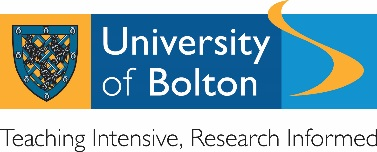 University
of Bolton
Teaching Intensive, Research Informed